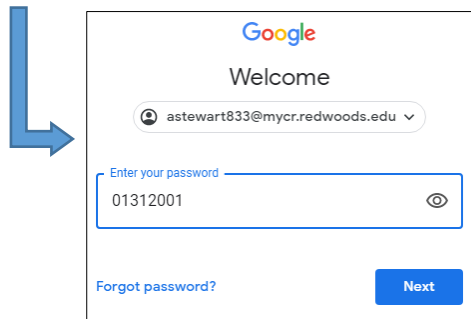 Google
Welcome
astewart833@mycr.redwoods.edu
Enter your password
01312001
Forgot password?
Next